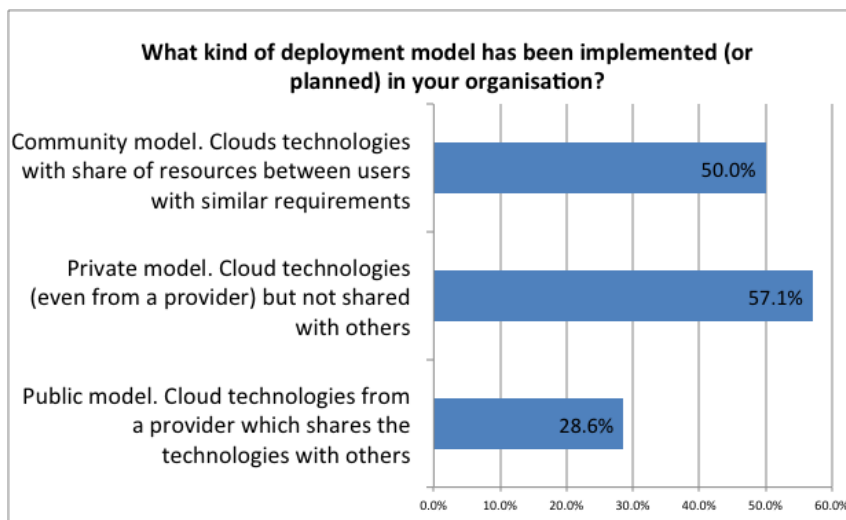 What kind of deployment model has been implemented (or
planned) in your organisation?
Community model. Clouds technologies
with share of resources between users
with similar requirements
50.0%
Private model. Cloud technologies
(even from a provider) but not shared
with others
57.1%
Public model. Cloud technologies from
a provider which shares the
technologies with others
28.6%
0.0% 10.0% 20.0% 30.0% 40.0% 50.0% 60.0%